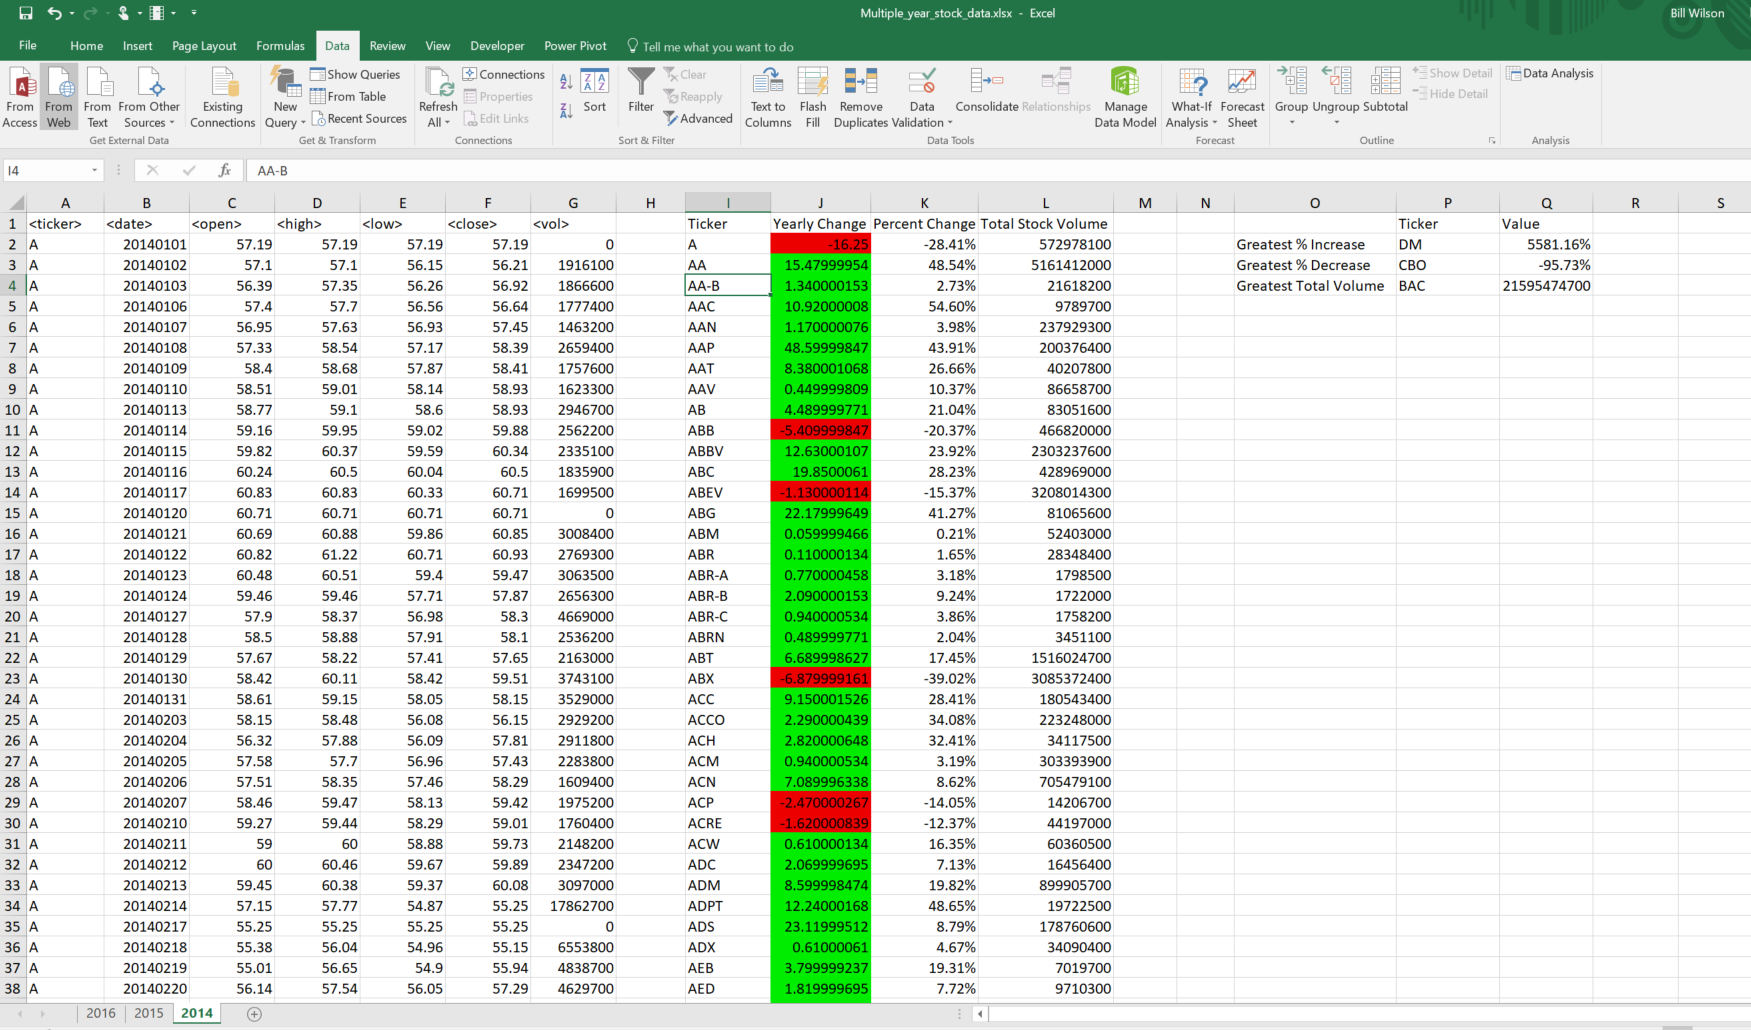 Multiple_year_stock_data.xlsx - Excel
Bill Wilson
File Home Insert Page Layout Formulas Data Review View Developer Power Pivot Tell me what you want to do
From Access
From Web
From Text
From Other Sources
Existing Connections
Get External Data
New Query
Show Queries
From Table
Recent Sources
Get & Transform
Refresh All
Connections
Properties
Edit Links
Connections
Sort
Filter
Clear
Reapply
Advanced
Sort & Filter
Text to Columns
Flash Fill
Remove Duplicates
Data Validation
Consolidate
Relationships
Manage Data Model
Data Tools
What-If Analysis
Forecast Sheet
Forecast
Group
Ungroup
Subtotal
Show Detail
Hide Detail
Outline
Data Analysis
Analysis
I4 fx AA-B
A B C D E F G H I J K L M N O P Q R S
1 <ticker> <date> <open> <high> <low> <close> <vol> Ticker Yearly Change Percent Change Total Stock Volume Ticker Value
2 A 20140101 57.19 57.19 57.19 57.19 0 A -16.25 -28.41% 572978100 Greatest % Increase DM 5581.16%
3 A 20140102 57.1 57.1 56.15 56.21 1916100 AA 15.47999954 48.54% 5161412000 Greatest % Decrease CBO -95.73%
4 A 20140103 56.39 57.35 56.26 56.92 1866600 AA-B 1.340000153 2.73% 21618200 Greatest Total Volume BAC 21595474700
5 A 20140106 57.4 57.7 56.56 56.64 1777400 AAC 10.92000008 54.60% 9789700
6 A 20140107 56.95 57.63 56.93 57.45 1463200 AAN 1.170000076 3.98% 237929300
7 A 20140108 57.33 58.54 57.17 58.39 2659400 AAP 48.59999847 43.91% 200376400
8 A 20140109 58.4 58.68 57.87 58.41 1757600 AAT 8.380001068 26.66% 40207800
9 A 20140110 58.51 59.01 58.14 58.93 1623300 AAV 0.449999809 10.37% 86658700
10 A 20140113 58.77 59.1 58.6 58.93 2946700 AB 4.489999771 21.04% 83051600
11 A 20140114 59.16 59.95 59.02 59.88 2562200 ABB -5.409999847 -20.37% 466820000
12 A 20140115 59.82 60.37 59.59 60.34 2335100 ABBV 12.63000107 23.92% 2303237600
13 A 20140116 60.24 60.5 60.04 60.5 1835900 ABC 19.8500061 28.23% 428969000
14 A 20140117 60.83 60.83 60.33 60.71 1699500 ABEV -1.130000114 -15.37% 3208014300
15 A 20140120 60.71 60.71 60.71 60.71 0 ABG 22.17999649 41.27% 81065600
16 A 20140121 60.69 60.88 59.86 60.85 3008400 ABM 0.059999466 0.21% 52403000
17 A 20140122 60.82 61.22 60.71 60.93 2769300 ABR 0.110000134 1.65% 28348400
18 A 20140123 60.48 60.51 59.4 59.47 3063500 ABR-A 0.770000458 3.18% 1798500
19 A 20140124 59.46 59.46 57.71 57.87 2656300 ABR-B 2.090000153 9.24% 1722000
20 A 20140127 57.9 58.37 56.98 58.3 4669000 ABR-C 0.940000534 3.86% 1758200
21 A 20140128 58.5 58.88 57.91 58.1 2536200 ABRN 0.489999771 2.04% 3451100
22 A 20140129 57.67 58.22 57.41 57.65 2163000 ABT 6.689998627 17.45% 1516024700
23 A 20140130 58.42 60.11 58.42 59.51 3743100 ABX -6.879999161 -39.02% 3085372400
24 A 20140131 58.61 59.15 58.05 58.15 3529000 ACC 9.150001526 28.41% 180543400
25 A 20140203 58.15 58.48 56.08 56.15 2929200 ACCO 2.290000439 34.08% 223248000
26 A 20140204 56.32 57.88 56.09 57.81 2911800 ACH 2.820000648 32.41% 34117500
27 A 20140205 57.58 57.7 56.96 57.43 2283800 ACM 0.940000534 3.19% 303393900
28 A 20140206 57.51 58.35 57.46 58.29 1609400 ACN 7.089996338 8.62% 705479100
29 A 20140207 58.46 59.47 58.13 59.42 1975200 ACP -2.470000267 -14.05% 14206700
30 A 20140210 59.27 59.44 58.29 59.01 1760400 ACRE -1.620000839 -12.37% 44197000
31 A 20140211 59 60 58.88 59.73 2148200 ACW 0.610000134 16.35% 60360500
32 A 20140212 60 60.46 59.67 59.89 2347200 ADC 2.069999695 7.13% 16456400
33 A 20140213 59.45 60.38 59.37 60.08 3097000 ADM 8.599998474 19.82% 899905700
34 A 20140214 57.15 57.77 54.87 55.25 17862700 ADPT 12.24000168 48.65% 19722500
35 A 20140217 55.25 55.25 55.25 55.25 0 ADS 23.11999512 8.79% 178760600
36 A 20140218 55.38 56.04 54.96 55.15 6553800 ADX 0.61000061 4.67% 34090400
37 A 20140219 55.01 56.65 54.9 55.94 4838700 AEB 3.799999237 19.31% 7019700
38 A 20140220 56.14 57.54 56.05 57.29 4629700 AED 1.819999695 7.72% 9710300
2016 2015 2014